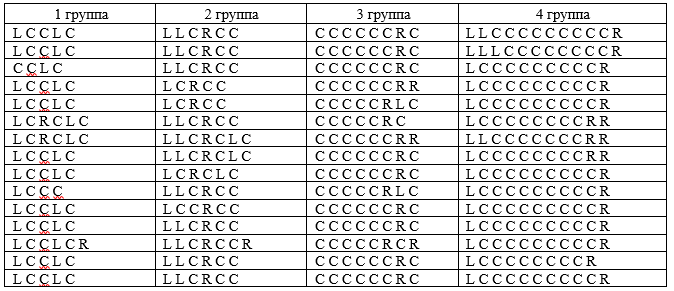 1 группа 2 группа 3 группа 4 группа
L C C L C L L C R C C C C C C C C R C L L C C C C C C C C C R
L C C L C L L C R C C C C C C C C R C L L L C C C C C C C C R
C C L C L L C R C C C C C C C C R C L C C C C C C C C R
L C C L C L C R C C C C C C C C R R L C C C C C C C C R
L C C L C L C R C C C C C C C R L C L C C C C C C C C R
L C R C L C L L C R C C C C C C C R C L C C C C C C C R R
L C R C L C L L C R C L C C C C C C C R R L L C C C C C C C R R
L C C L C L L C R C L C C C C C C C R C L C C C C C C C R R
L C C L C L C R C L C C C C C C C R C L C C C C C C C C R
L C C C L L C R C C C C C C C R L C L C C C C C C C C R
L C C L C L C C R C C C C C C C C R C L C C C C C C C C R
L C C L C L L C R C C C C C C C C R C L C C C C C C C C R
L C C L C R L L C R C C R C C C C C R C R L C C C C C C C C R
L C C L C L L C R C C C C C C C C R C L C C C C C C C R
L C C L C L L C R C C C C C C C C R C L C C C C C C C C R